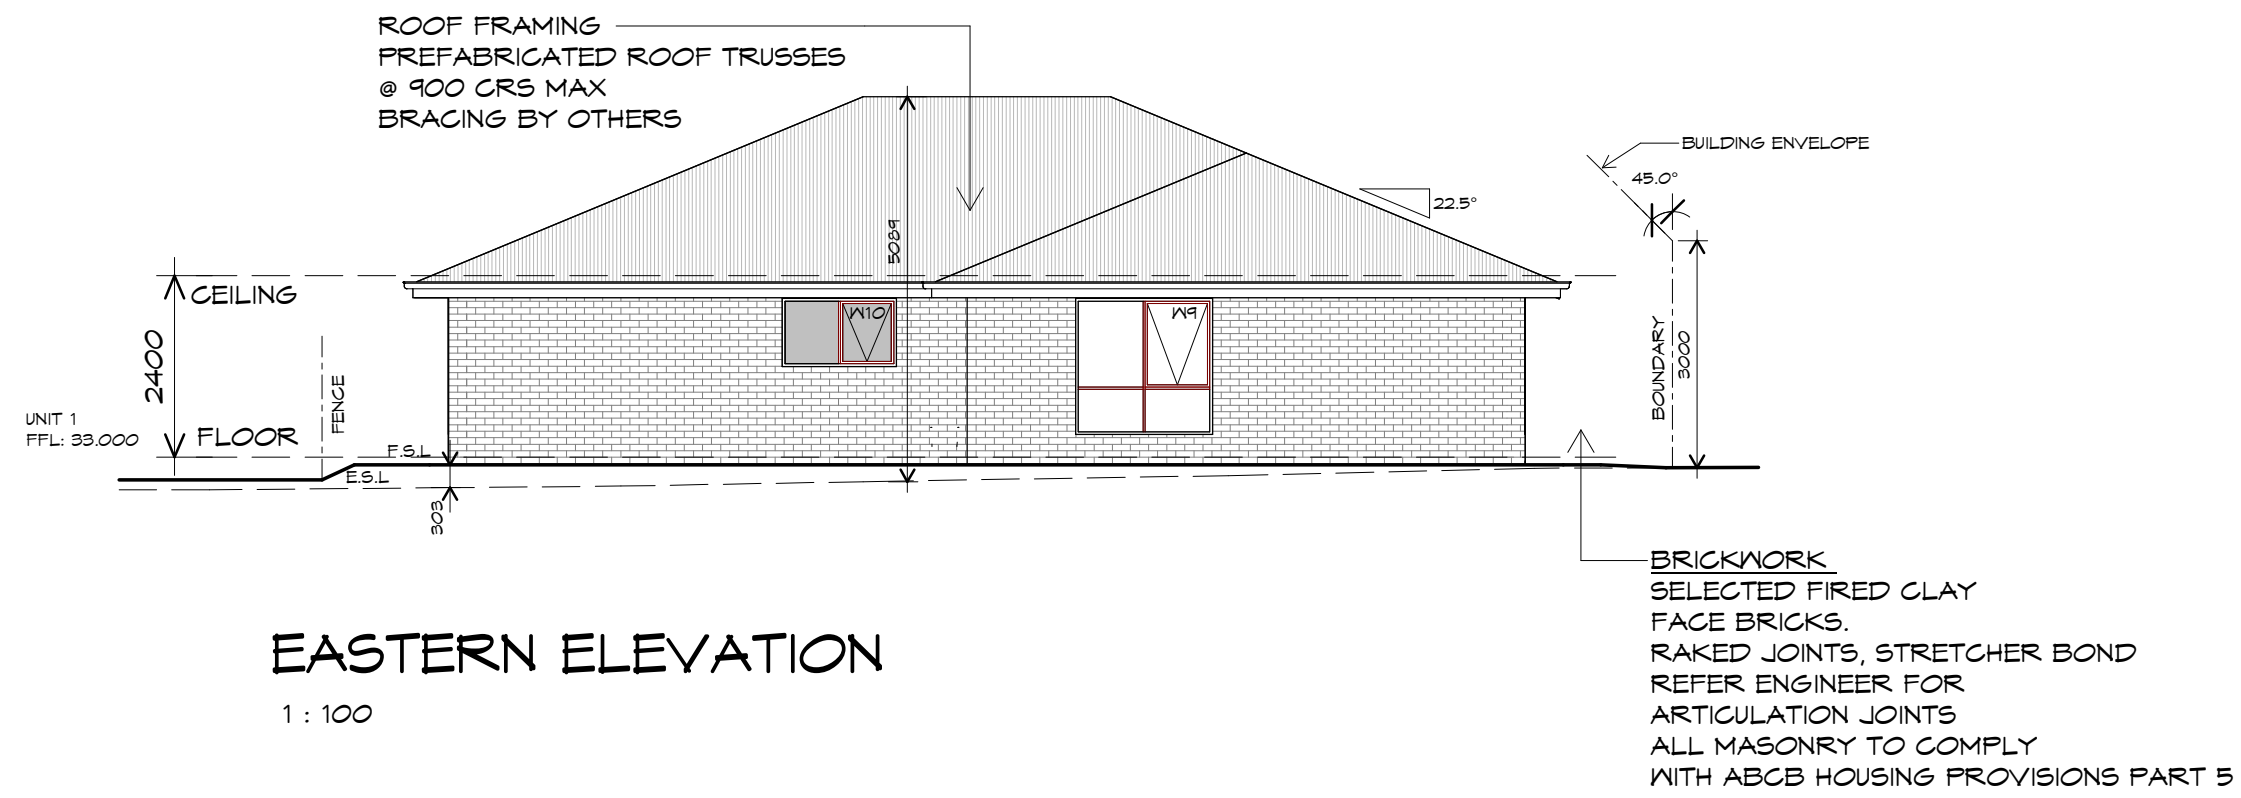 ROOF FRAMING
PREFABRICATED ROOF TRUSSES
@ 900 CRS MAX
BRACING BY OTHERS
BUILDING ENVELOPE
45.0°
22.5°
5089
CEILING
2400
W10
W9
BOUNDARY
3000
FENCE
UNIT 1
FFL: 33.000
FLOOR
F.S.L
E.S.L
303
BRICKWORK
SELECTED FIRED CLAY
FACE BRICKS.
RAKED JOINTS, STRETCHER BOND
REFER ENGINEER FOR
ARTICULATION JOINTS
ALL MASONRY TO COMPLY
WITH ABCB HOUSING PROVISIONS PART 5
EASTERN ELEVATION
1 : 100